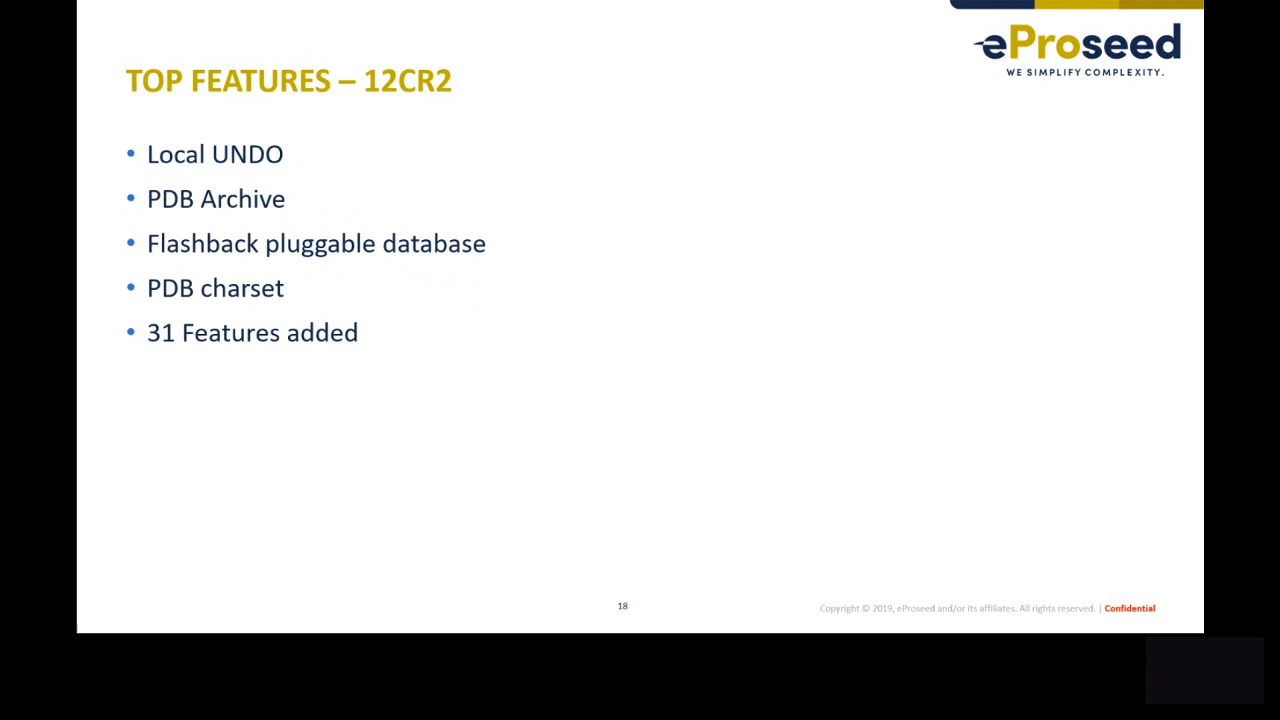 eProseed
WE SIMPLIFY COMPLEXITY.
TOP FEATURES – 12CR2
• Local UNDO
• PDB Archive
• Flashback pluggable database
• PDB charset
• 31 Features added
18
Copyright © 2019, eProseed and/or its affiliates. All rights reserved. | Confidential